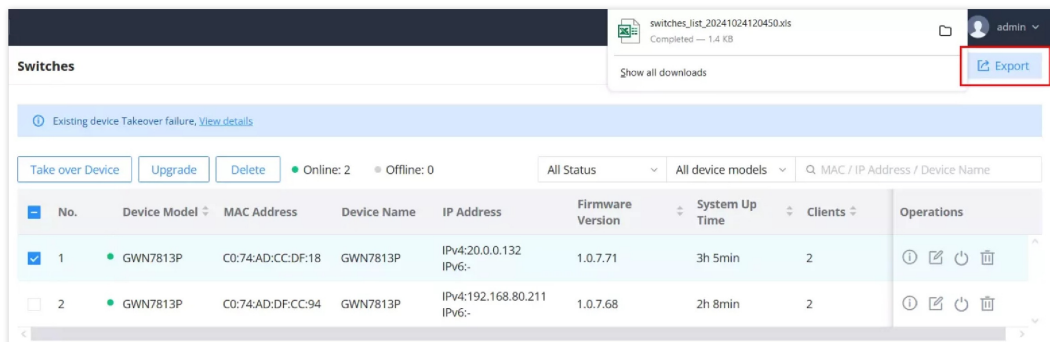 switches_list_20241024120450.xls
Completed — 1.4 KB
admin
Switches
Show all downloads
Export
Existing device Takeover failure, View details
Take over Device
Upgrade
Delete
Online: 2
Offline: 0
All Status
All device models
MAC / IP Address / Device Name
No.
Device Model
MAC Address
Device Name
IP Address
Firmware
Version
System Up
Time
Clients
Operations
1
GWN7813P
C0:74:AD:CC:DF:18
GWN7813P
IPv4:20.0.0.132
IPv6:-
1.0.7.71
3h 5min
2
2
GWN7813P
C0:74:AD:DF:CC:94
GWN7813P
IPv4:192.168.80.211
IPv6:-
1.0.7.68
2h 8min
2